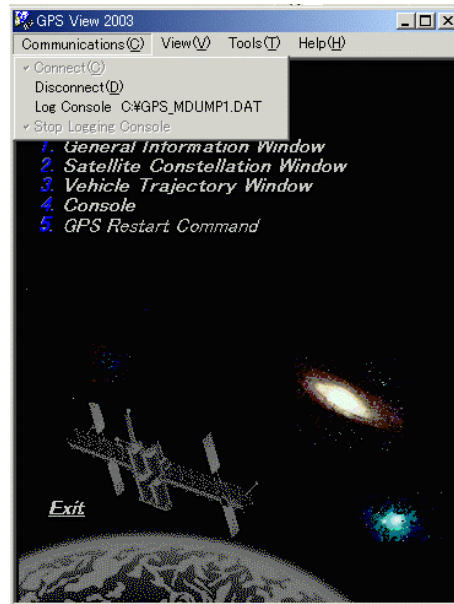 GPS View 2003
Communications(C) View(V) Tools(T) Help(H)
Connect(C)
Disconnect(D)
Log Console C:¥GPS_MDUMP1.DAT
Stop Logging Console
1. General Information Window
2. Satellite Constellation Window
3. Vehicle Trajectory Window
4. Console
5. GPS Restart Command
Exit